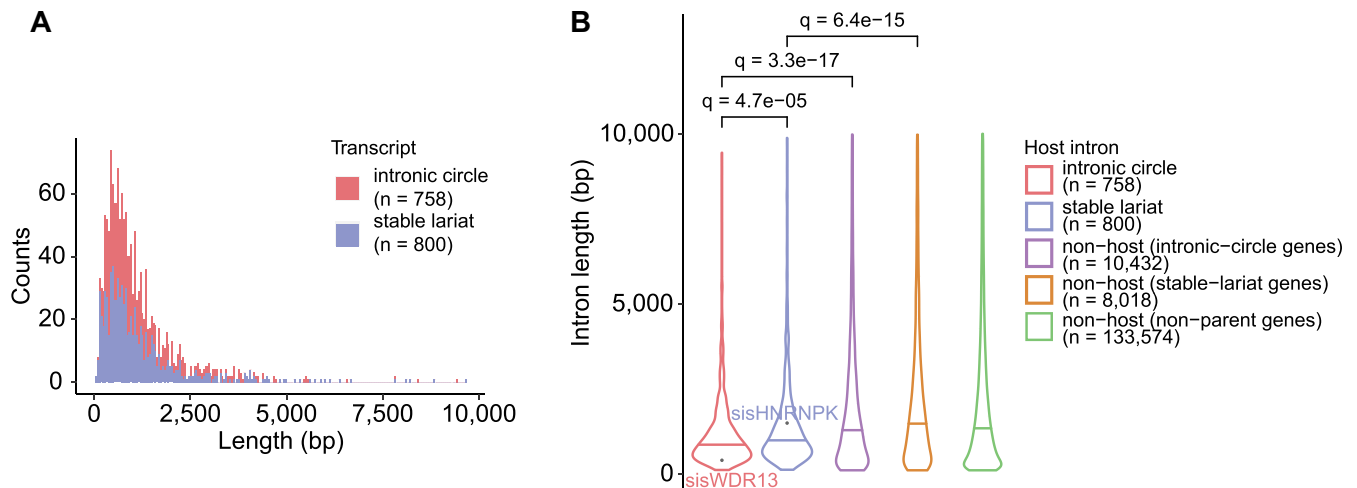 A
Counts
60
40
20
0
0
2,500
5,000
7,500
10,000
Length (bp)
Transcript
intronic circle
(n = 758)
stable lariat
(n = 800)
B
q = 6.4e−15
q = 3.3e−17
q = 4.7e−05
Intron length (bp)
10,000
5,000
0
sisHNRNPK
sisWDR13
Host intron
intronic circle
(n = 758)
stable lariat
(n = 800)
non−host (intronic−circle genes)
(n = 10,432)
non−host (stable−lariat genes)
(n = 8,018)
non−host (non−parent genes)
(n = 133,574)